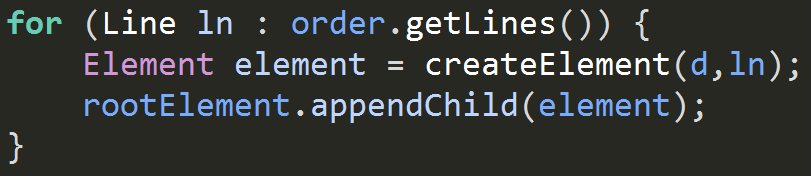 for (Line ln : order.getLines()) {
    Element element = createElement(d,ln);
    rootElement.appendChild(element);
}